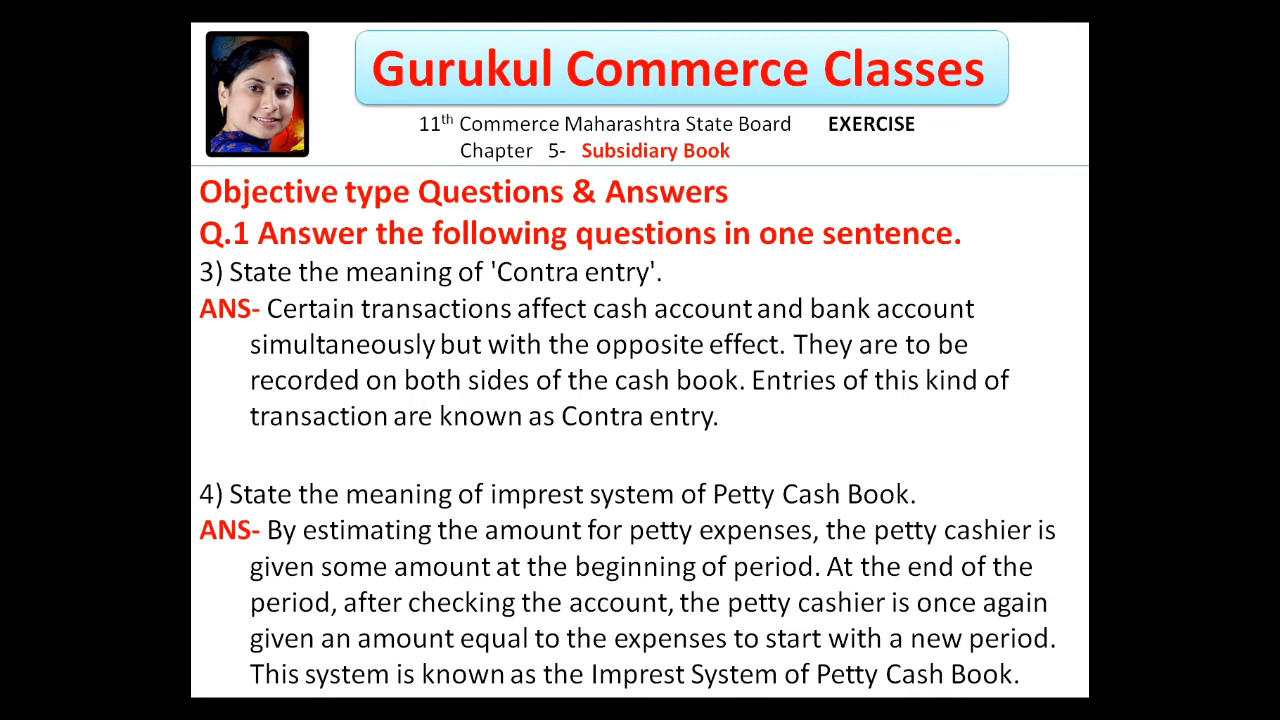 Gurukul Commerce Classes
11th Commerce Maharashtra State Board EXERCISE
Chapter 5- Subsidiary Book
Objective type Questions & Answers
Q.1 Answer the following questions in one sentence.
3) State the meaning of 'Contra entry'.
ANS- Certain transactions affect cash account and bank account
simultaneously but with the opposite effect. They are to be
recorded on both sides of the cash book. Entries of this kind of
transaction are known as Contra entry.
4) State the meaning of imprest system of Petty Cash Book.
ANS- By estimating the amount for petty expenses, the petty cashier is
given some amount at the beginning of period. At the end of the
period, after checking the account, the petty cashier is once again
given an amount equal to the expenses to start with a new period.
This system is known as the Imprest System of Petty Cash Book.